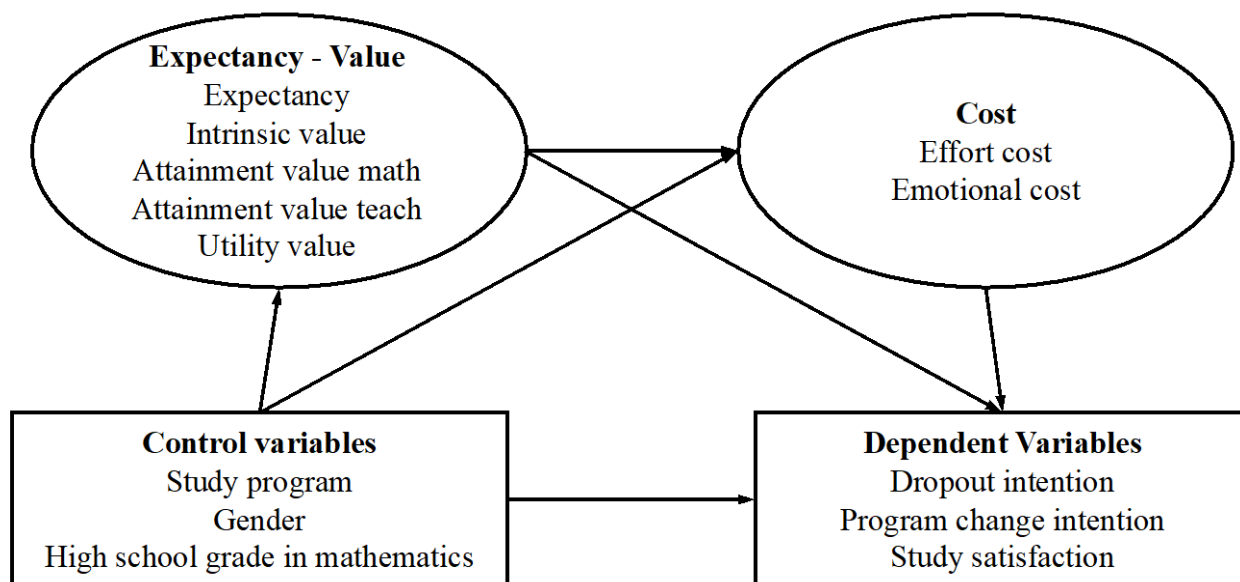 Expectancy - Value
Expectancy
Intrinsic value
Attainment value math
Attainment value teach
Utility value
Cost
Effort cost
Emotional cost
Control variables
Study program
Gender
High school grade in mathematics
Dependent Variables
Dropout intention
Program change intention
Study satisfaction